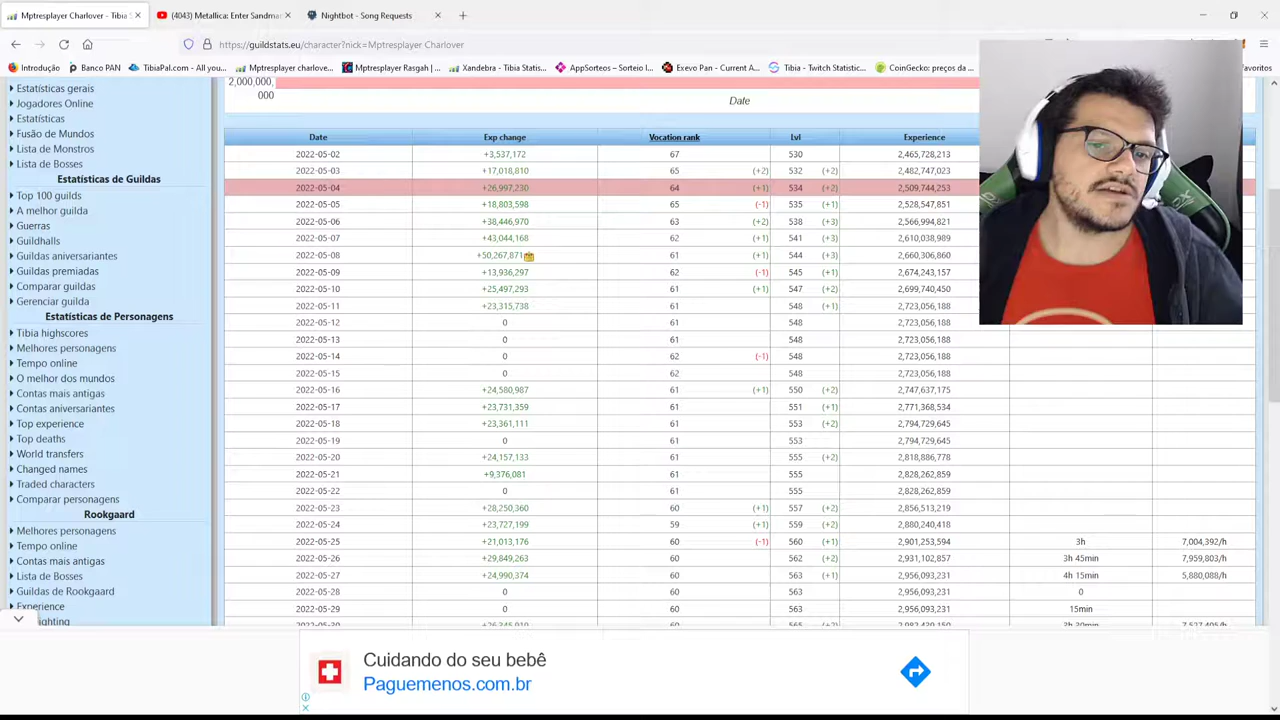 Mptresplayer Charlover - Tibia S
(4043) Metallica: Enter Sandma
Nightbot - Song Requests
https://guildstats.eu/character?nick=Mptresplayer Charlover
Introdução
Banco PAN
TibiaPal.com - All you...
Mptresplayer charlove...
Mptresplayer Rasgah |...
Xandebra - Tibia Statis...
AppSorteos – Sorteio I...
Exevo Pan - Current A...
Tibia - Twitch Statistic...
CoinGecko: preços da ...
Favoritos
Estatísticas gerais
Jogadores Online
Estatísticas
Fusão de Mundos
Lista de Monstros
Lista de Bosses
Estatísticas de Guildas
Top 100 guilds
A melhor guilda
Guerras
Guildhalls
Guildas aniversariantes
Guildas premiadas
Comparar guildas
Gerenciar guilda
Estatísticas de Personagens
Tibia highscores
Melhores personagens
Tempo online
O melhor dos mundos
Contas mais antigas
Contas aniversariantes
Top experience
Top deaths
World transfers
Changed names
Traded characters
Comparar personagens
Rookgaard
Melhores personagens
Tempo online
Contas mais antigas
Lista de Bosses
Guildas de Rookgaard
Experience
2,000,000,
000
Date
Date Exp change Vocation rank Lvl Experience
2022-05-02 +3,537,172 67 530 2,465,728,213
2022-05-03 +17,018,810 65 (+2) 532 (+2) 2,482,747,023
2022-05-04 +26,997,230 64 (+1) 534 (+2) 2,509,744,253
2022-05-05 +18,803,598 65 (-1) 535 (+1) 2,528,547,851
2022-05-06 +38,446,970 63 (+2) 538 (+3) 2,566,994,821
2022-05-07 +43,044,168 62 (+1) 541 (+3) 2,610,038,989
2022-05-08 +50,267,871 61 (+1) 544 (+3) 2,660,306,860
2022-05-09 +13,936,297 62 (-1) 545 (+1) 2,674,243,157
2022-05-10 +25,497,293 61 (+1) 547 (+2) 2,699,740,450
2022-05-11 +23,315,738 61 548 (+1) 2,723,056,188
2022-05-12 0 61 548 2,723,056,188
2022-05-13 0 61 548 2,723,056,188
2022-05-14 0 62 (-1) 548 2,723,056,188
2022-05-15 0 62 548 2,723,056,188
2022-05-16 +24,580,987 61 (+1) 550 (+2) 2,747,637,175
2022-05-17 +23,731,359 61 551 (+1) 2,771,368,534
2022-05-18 +23,361,111 61 553 (+2) 2,794,729,645
2022-05-19 0 61 553 2,794,729,645
2022-05-20 +24,157,133 61 555 (+2) 2,818,886,778
2022-05-21 +9,376,081 61 555 2,828,262,859
2022-05-22 0 61 555 2,828,262,859
2022-05-23 +28,250,360 60 (+1) 557 (+2) 2,856,513,219
2022-05-24 +23,727,199 59 (+1) 559 (+2) 2,880,240,418
2022-05-25 +21,013,176 60 (-1) 560 (+1) 2,901,253,594 3h 7,004,392/h
2022-05-26 +29,849,263 60 562 (+2) 2,931,102,857 3h 45min 7,959,803/h
2022-05-27 +24,990,374 60 563 (+1) 2,956,093,231 4h 15min 5,880,088/h
2022-05-28 0 60 563 2,956,093,231 0
2022-05-29 0 60 563 2,956,093,231 15min
Cuidando do seu bebê
Paguemenos.com.br